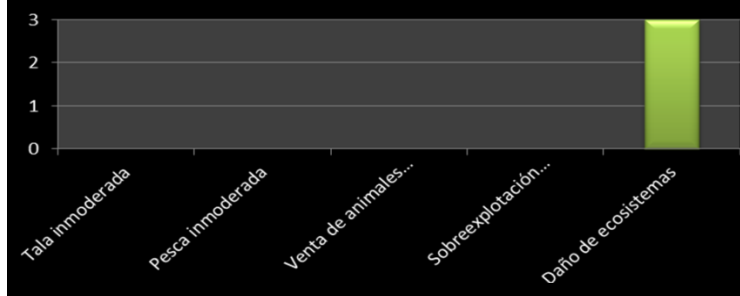 3
2
1
0
Tala inmoderada
Pesca inmoderada
Venta de animales...
Sobreexplotación...
Daño de ecosistemas